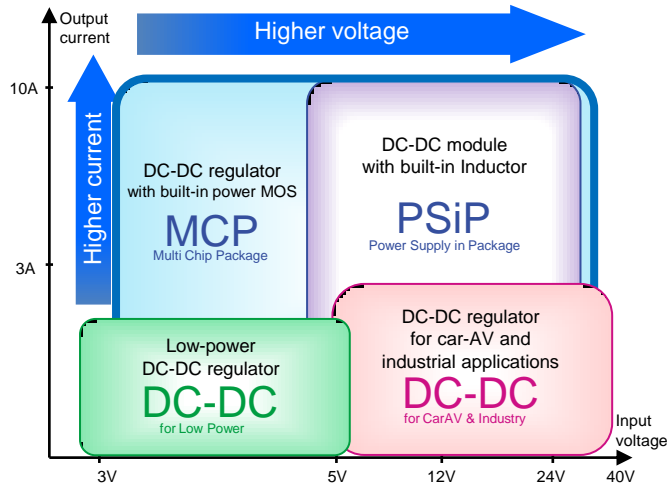 Output
current
Higher voltage
10A
Higher current
DC-DC regulator
with built-in power MOS
MCP
Multi Chip Package
DC-DC module
with built-in Inductor
PSiP
Power Supply in Package
3A
Low-power
DC-DC regulator
DC-DC
for Low Power
DC-DC regulator
for car-AV and
industrial applications
DC-DC
for CarAV & Industry
Input
voltage
3V
5V
12V
24V
40V